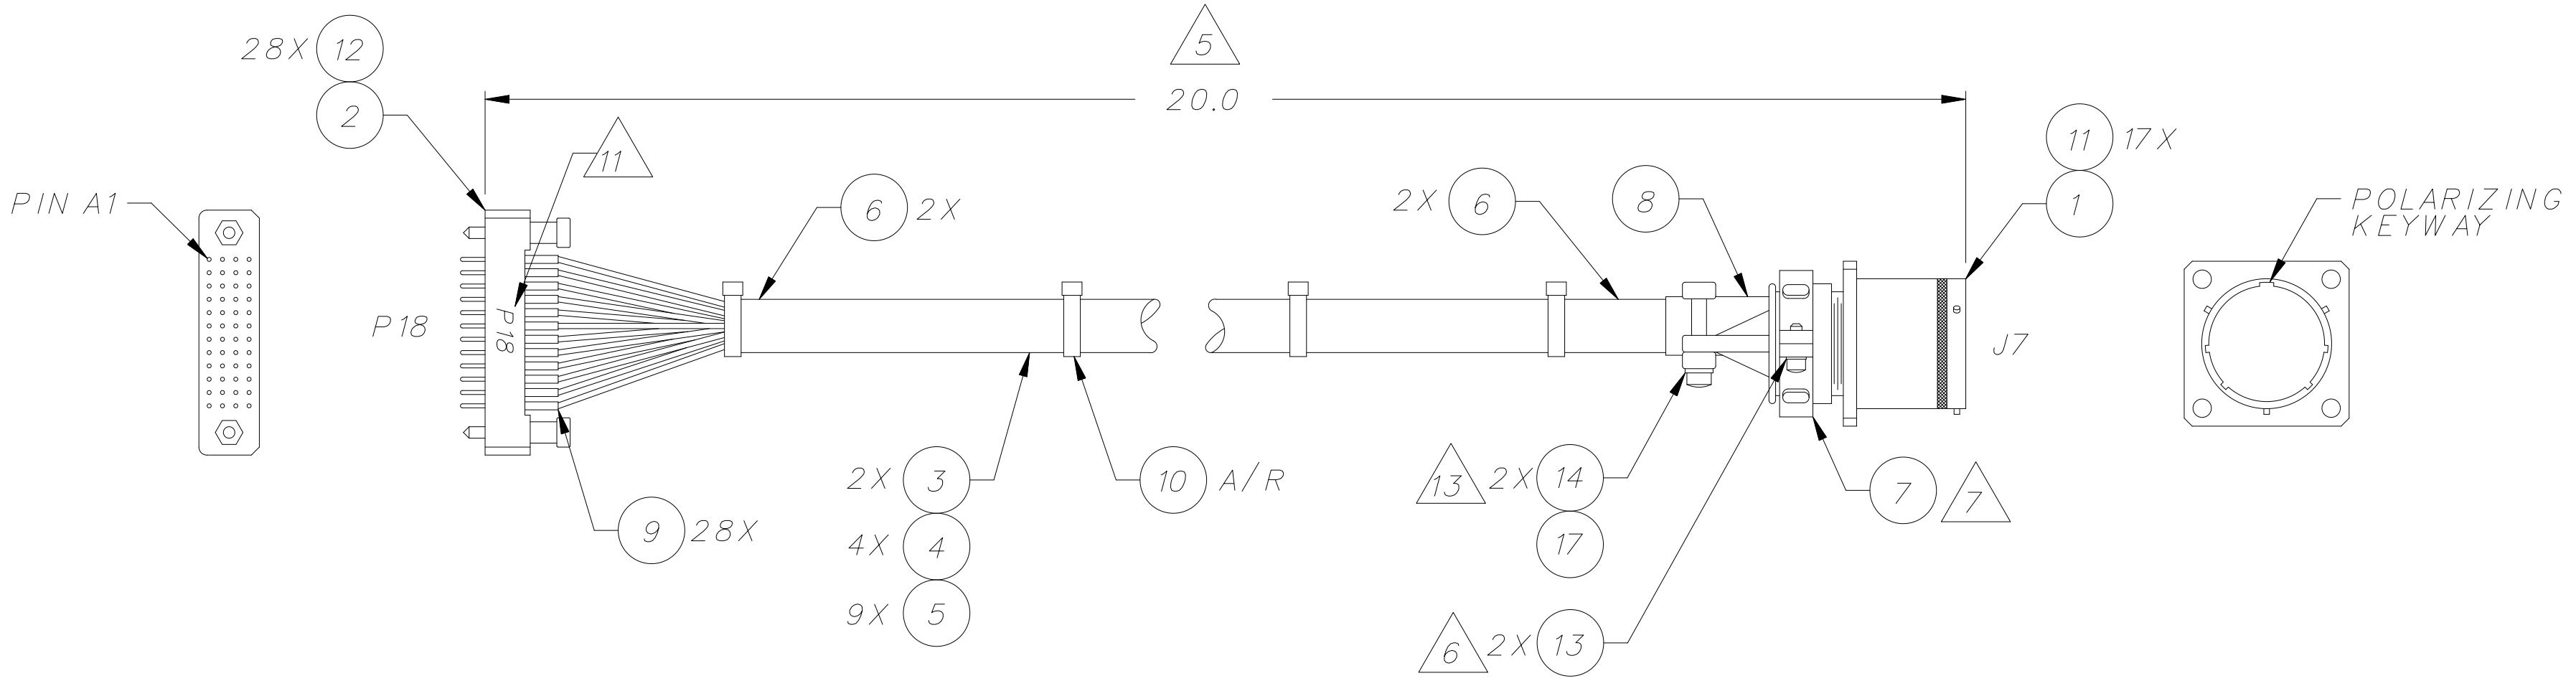 28X 12
2
5
20.0
11
PIN A1
6 2X
2X 6
8
11 17X
1
POLARIZING
KEYWAY
P18
P18
J7
2X 3
4X 4
9X 5
10 A/R
9 28X
13 2X 14
17
7 7
6 2X 13